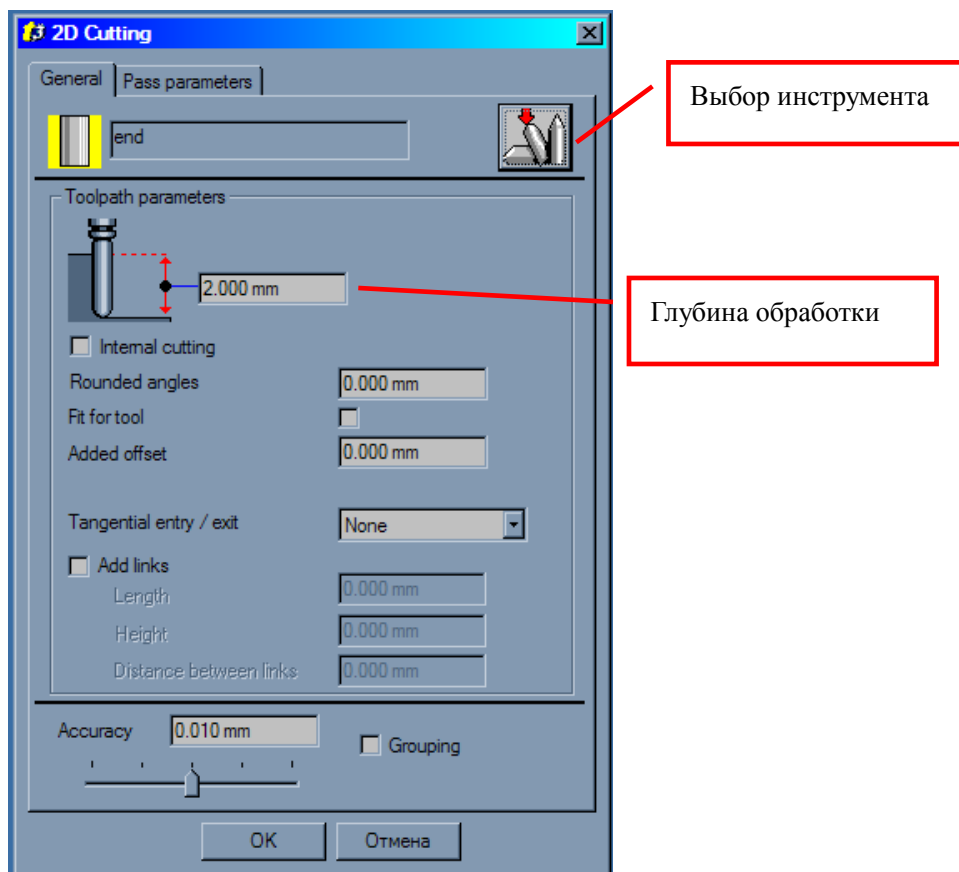 2D Cutting
General Pass parameters
Выбор инструмента
end
Toolpath parameters
2.000 mm
Глубина обработки
Internal cutting
Rounded angles 0.000 mm
Fit for tool
Added offset 0.000 mm
Tangential entry / exit None
Add links
Length 0.000 mm
Height 0.000 mm
Distance between links 0.000 mm
Accuracy 0.010 mm
Grouping
OK Отмена